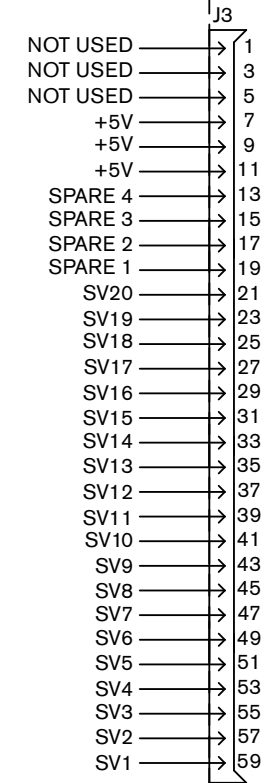 J3
NOT USED 1
NOT USED 3
NOT USED 5
+5V 7
+5V 9
+5V 11
SPARE 4 13
SPARE 3 15
SPARE 2 17
SPARE 1 19
SV20 21
SV19 23
SV18 25
SV17 27
SV16 29
SV15 31
SV14 33
SV13 35
SV12 37
SV11 39
SV10 41
SV9 43
SV8 45
SV7 47
SV6 49
SV5 51
SV4 53
SV3 55
SV2 57
SV1 59